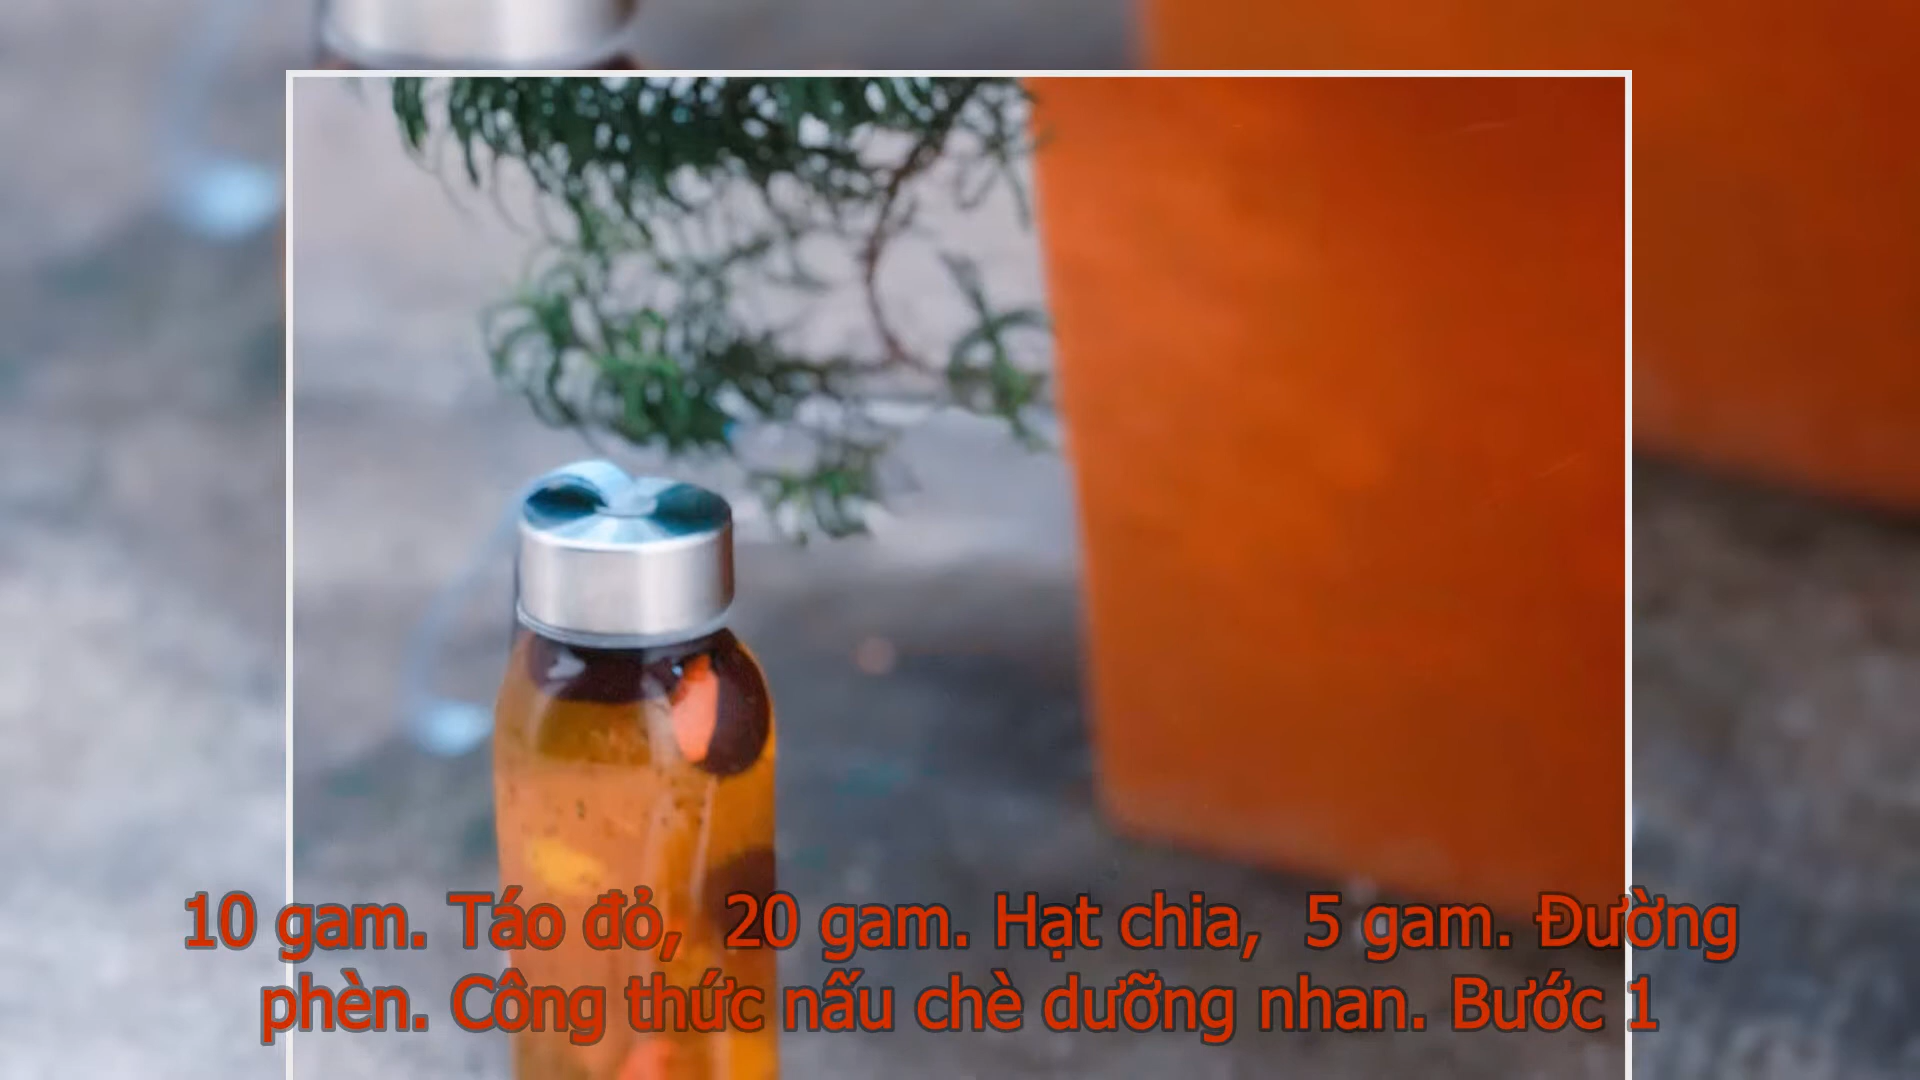 10 gam. Táo đỏ, 20 gam. Hạt chia, 5 gam. Đường
phèn. Công thức nấu chè dưỡng nhan. Bước 1